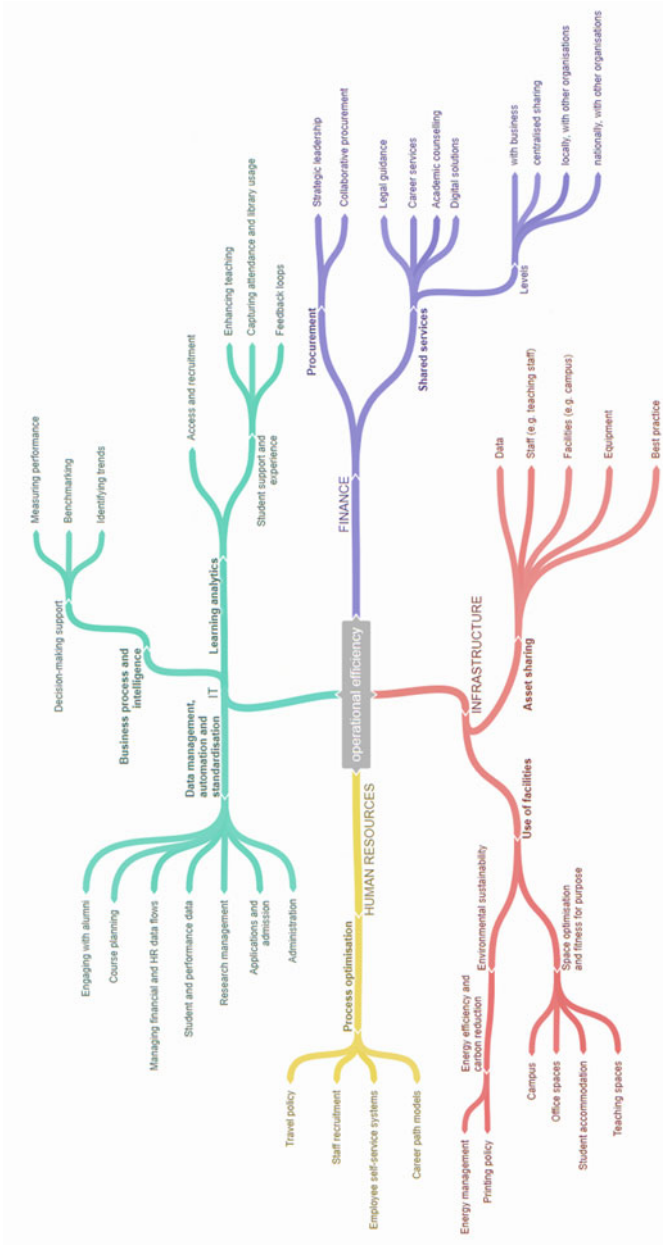 operational efficiency
IT
Business process and
intelligence
Decision-making support
Measuring performance
Benchmarking
Identifying trends
Data management,
automation and
standardisation
Engaging with alumni
Course planning
Managing financial and HR data flows
Student and performance data
Research management
Applications and
admission
Administration
Learning analytics
Access and recruitment
Student support and
experience
Enhancing teaching
Capturing attendance and library usage
Feedback loops
FINANCE
Procurement
Strategic leadership
Collaborative procurement
Shared services
Legal guidance
Career services
Academic counselling
Digital solutions
Levels
with business
centralised sharing
locally, with other organisations
nationally, with other organisations
HUMAN RESOURCES
Process optimisation
Travel policy
Staff recruitment
Employee self-service systems
Career path models
INFRASTRUCTURE
Use of facilities
Environmental sustainability
Energy efficiency and
carbon reduction
Energy management
Printing policy
Space optimisation
and fitness for purpose
Campus
Office spaces
Student accommodation
Teaching spaces
Asset sharing
Data
Staff (e.g. teaching staff)
Facilities (e.g. campus)
Equipment
Best practice